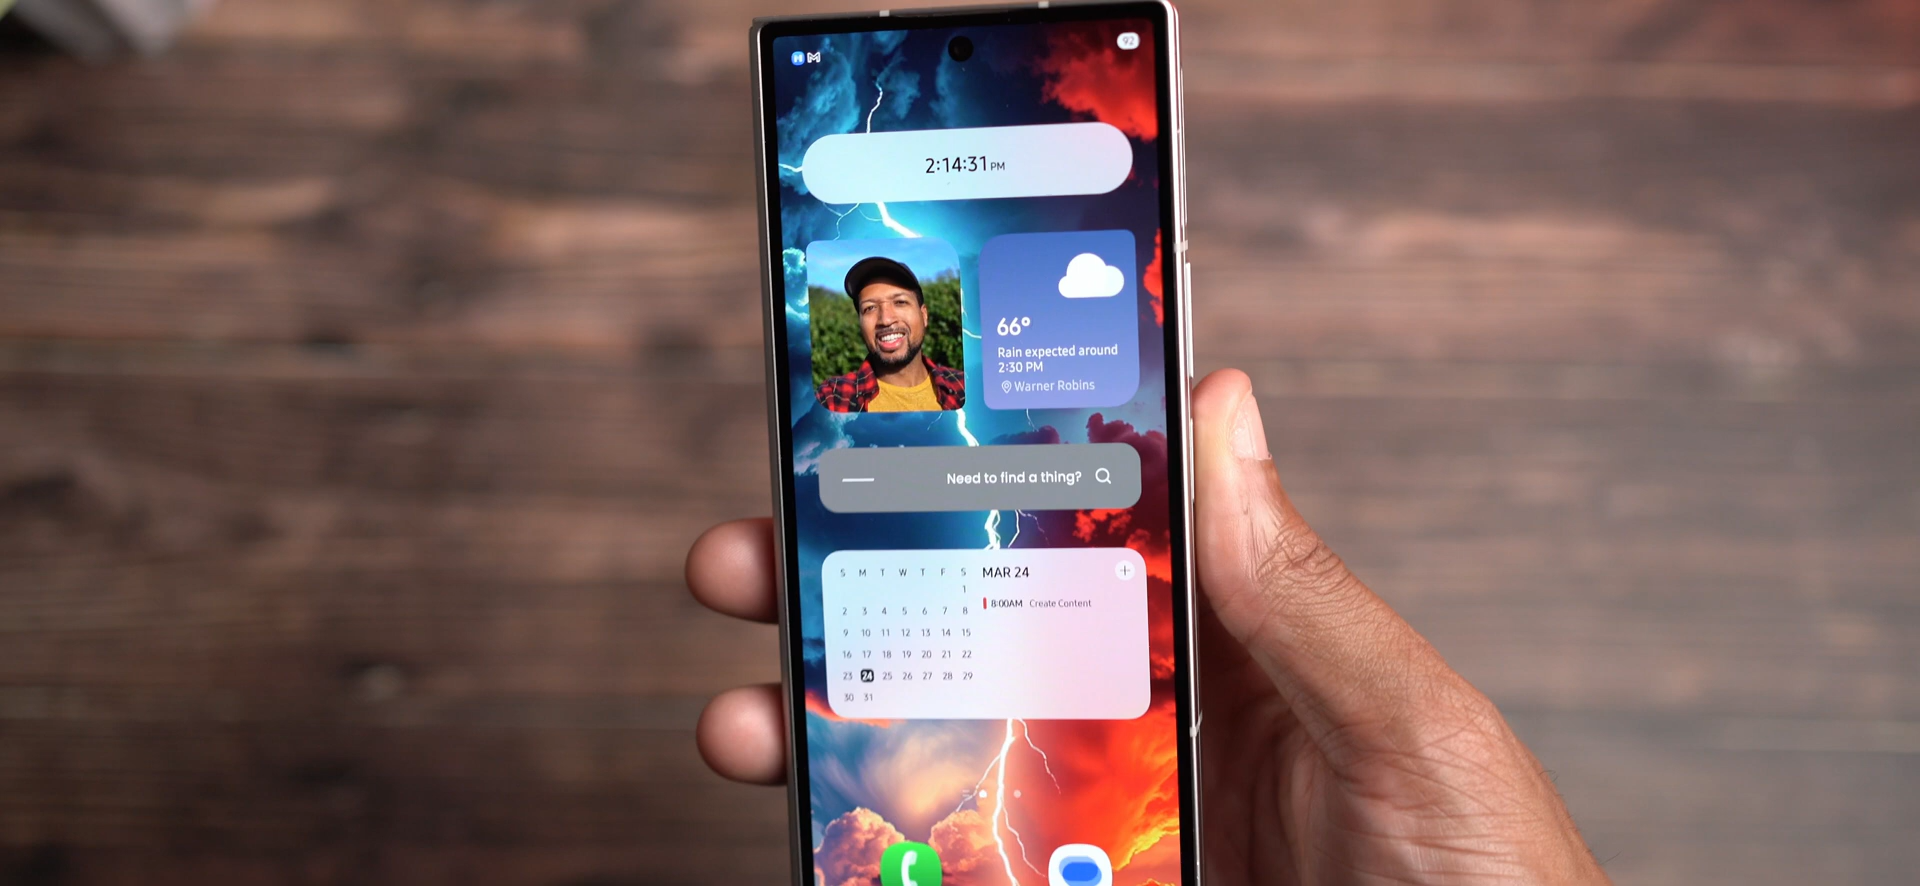 92
2:14:31 PM
66°
Rain expected around
2:30 PM
Warner Robins
Need to find a thing?
S M T W T F S
1
2 3 4 5 6 7 8
9 10 11 12 13 14 15
16 17 18 19 20 21 22
23 24 25 26 27 28 29
30 31
MAR 24
8:00AM Create Content